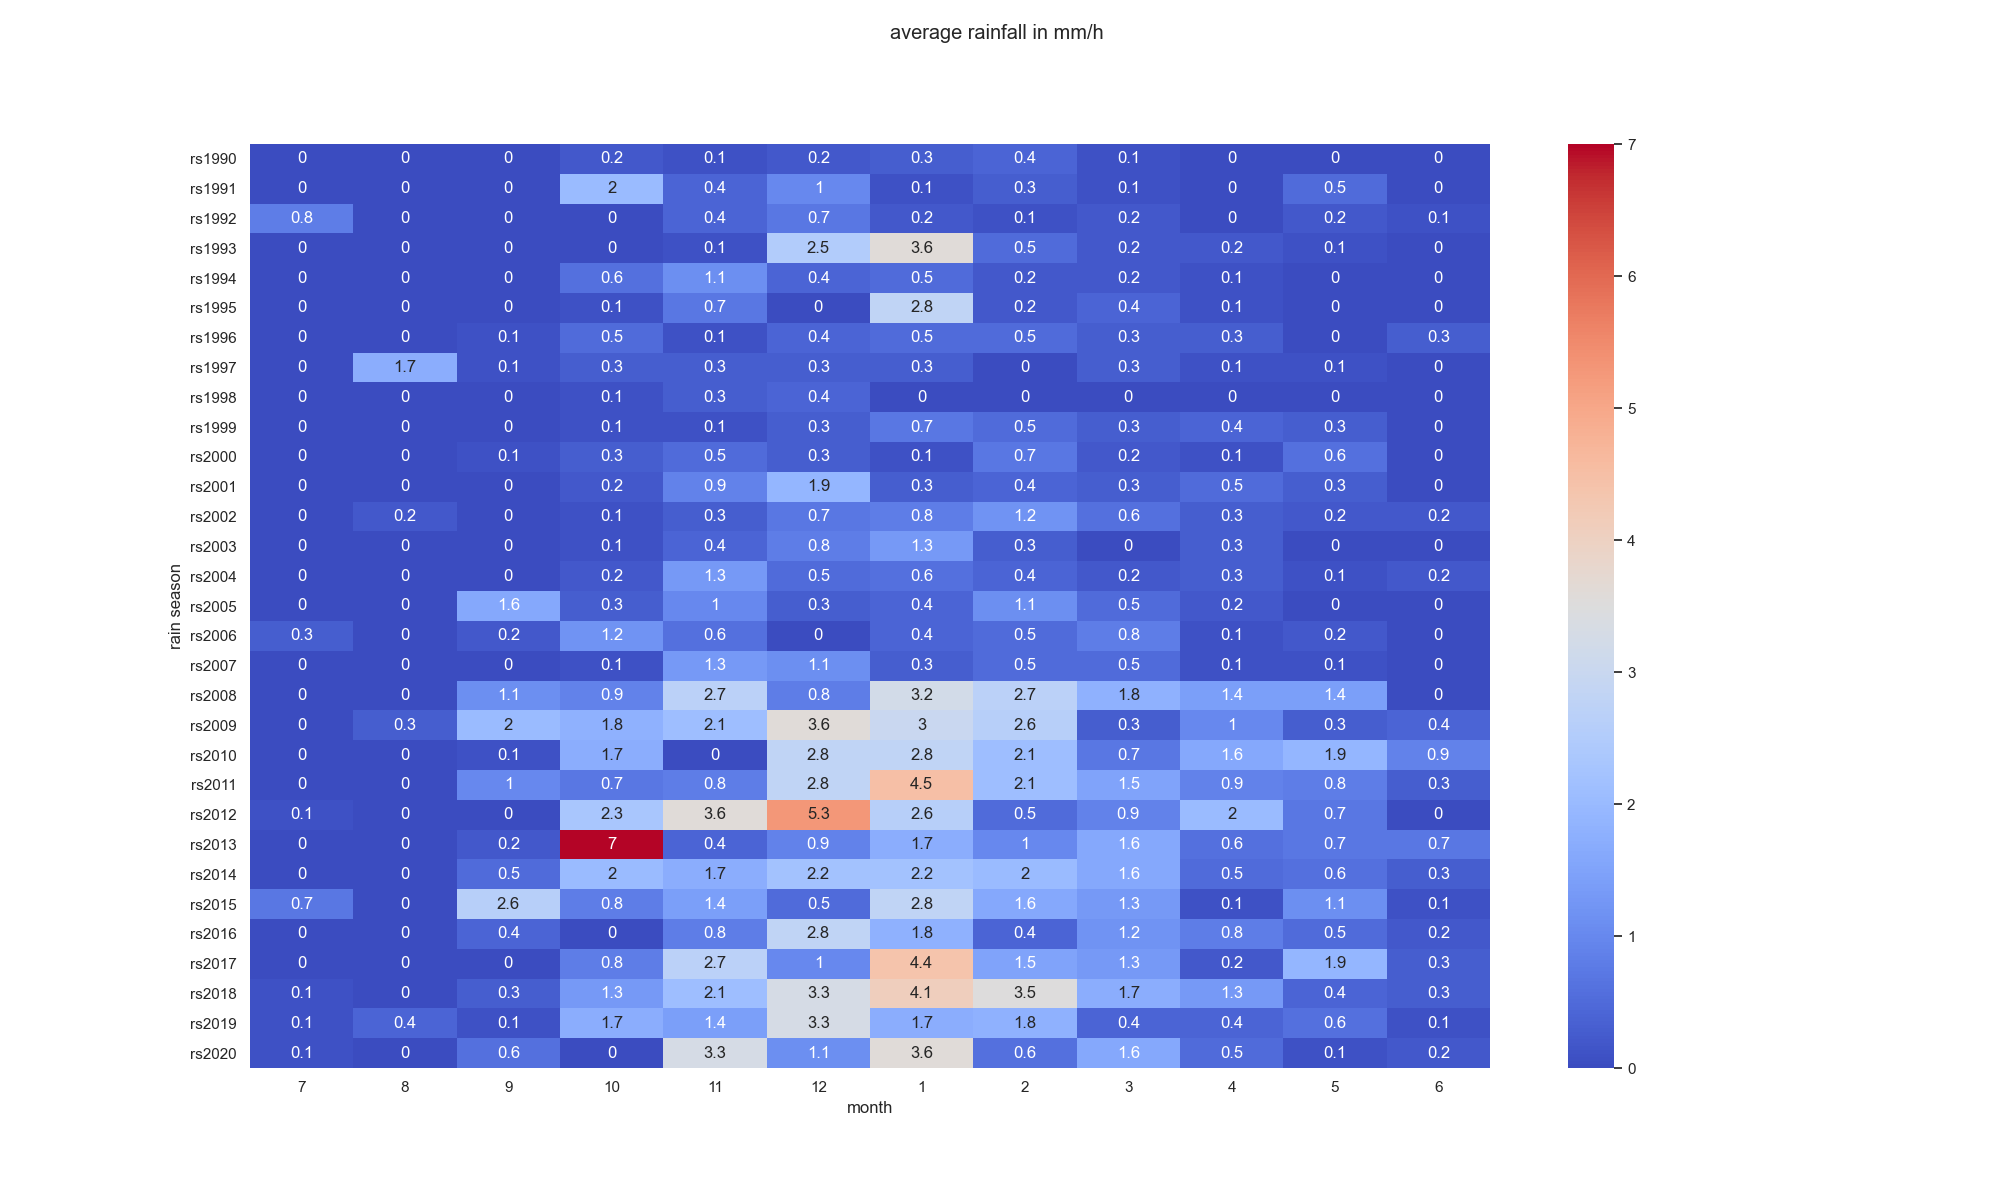 average rainfall in mm/h
rs1990 0 0 0 0.2 0.1 0.2 0.3 0.4 0.1 0 0 0
rs1991 0 0 0 2 0.4 1 0.1 0.3 0.1 0 0.5 0
rs1992 0.8 0 0 0 0.4 0.7 0.2 0.1 0.2 0 0.2 0.1
rs1993 0 0 0 0 0.1 2.5 3.6 0.5 0.2 0.2 0.1 0
rs1994 0 0 0 0.6 1.1 0.4 0.5 0.2 0.2 0.1 0 0
rs1995 0 0 0 0.1 0.7 0 2.8 0.2 0.4 0.1 0 0
rs1996 0 0 0.1 0.5 0.1 0.4 0.5 0.5 0.3 0.3 0 0.3
rs1997 0 1.7 0.1 0.3 0.3 0.3 0.3 0 0.3 0.1 0.1 0
rs1998 0 0 0 0.1 0.3 0.4 0 0 0 0 0 0
rs1999 0 0 0 0.1 0.1 0.3 0.7 0.5 0.3 0.4 0.3 0
rs2000 0 0 0.1 0.3 0.5 0.3 0.1 0.7 0.2 0.1 0.6 0
rs2001 0 0 0 0.2 0.9 1.9 0.3 0.4 0.3 0.5 0.3 0
rs2002 0 0.2 0 0.1 0.3 0.7 0.8 1.2 0.6 0.3 0.2 0.2
rs2003 0 0 0 0.1 0.4 0.8 1.3 0.3 0 0.3 0 0
rs2004 0 0 0 0.2 1.3 0.5 0.6 0.4 0.2 0.3 0.1 0.2
rs2005 0 0 1.6 0.3 1 0.3 0.4 1.1 0.5 0.2 0 0
rs2006 0.3 0 0.2 1.2 0.6 0 0.4 0.5 0.8 0.1 0.2 0
rs2007 0 0 0 0.1 1.3 1.1 0.3 0.5 0.5 0.1 0.1 0
rs2008 0 0 1.1 0.9 2.7 0.8 3.2 2.7 1.8 1.4 1.4 0
rs2009 0 0.3 2 1.8 2.1 3.6 3 2.6 0.3 1 0.3 0.4
rs2010 0 0 0.1 1.7 0 2.8 2.8 2.1 0.7 1.6 1.9 0.9
rs2011 0 0 1 0.7 0.8 2.8 4.5 2.1 1.5 0.9 0.8 0.3
rs2012 0.1 0 0 2.3 3.6 5.3 2.6 0.5 0.9 2 0.7 0
rs2013 0 0 0.2 7 0.4 0.9 1.7 1 1.6 0.6 0.7 0.7
rs2014 0 0 0.5 2 1.7 2.2 2.2 2 1.6 0.5 0.6 0.3
rs2015 0.7 0 2.6 0.8 1.4 0.5 2.8 1.6 1.3 0.1 1.1 0.1
rs2016 0 0 0.4 0 0.8 2.8 1.8 0.4 1.2 0.8 0.5 0.2
rs2017 0 0 0 0.8 2.7 1 4.4 1.5 1.3 0.2 1.9 0.3
rs2018 0.1 0 0.3 1.3 2.1 3.3 4.1 3.5 1.7 1.3 0.4 0.3
rs2019 0.1 0.4 0.1 1.7 1.4 3.3 1.7 1.8 0.4 0.4 0.6 0.1
rs2020 0.1 0 0.6 0 3.3 1.1 3.6 0.6 1.6 0.5 0.1 0.2
7 8 9 10 11 12 1 2 3 4 5 6
month
rain season
7
6
5
4
3
2
1
0